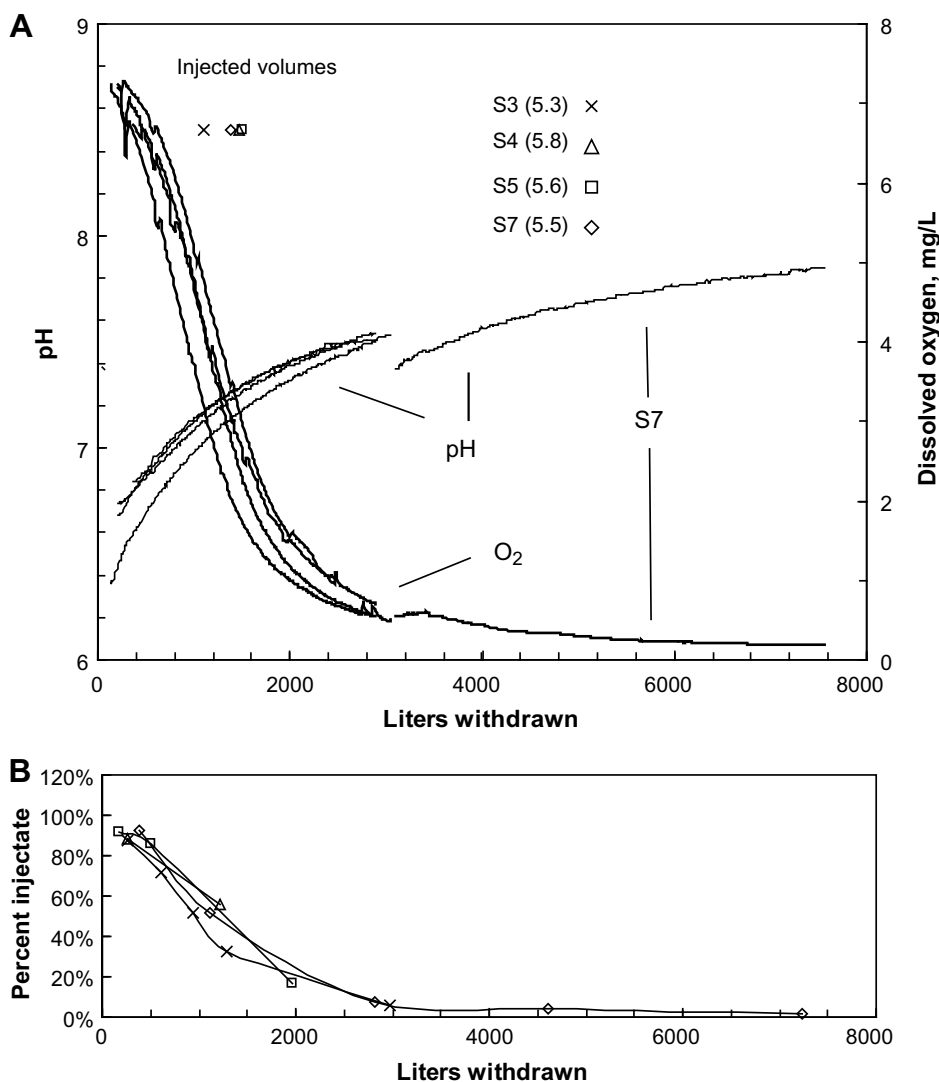 A
9
8
7
6
pH
Injected volumes
S3 (5.3)
S4 (5.8)
S5 (5.6)
S7 (5.5)
8
6
4
2
0
Dissolved oxygen, mg/L
pH
S7
O2
0
2000
4000
6000
8000
Liters withdrawn
B
120%
100%
80%
60%
40%
20%
0%
Percent injectate
0
2000
4000
6000
8000
Liters withdrawn